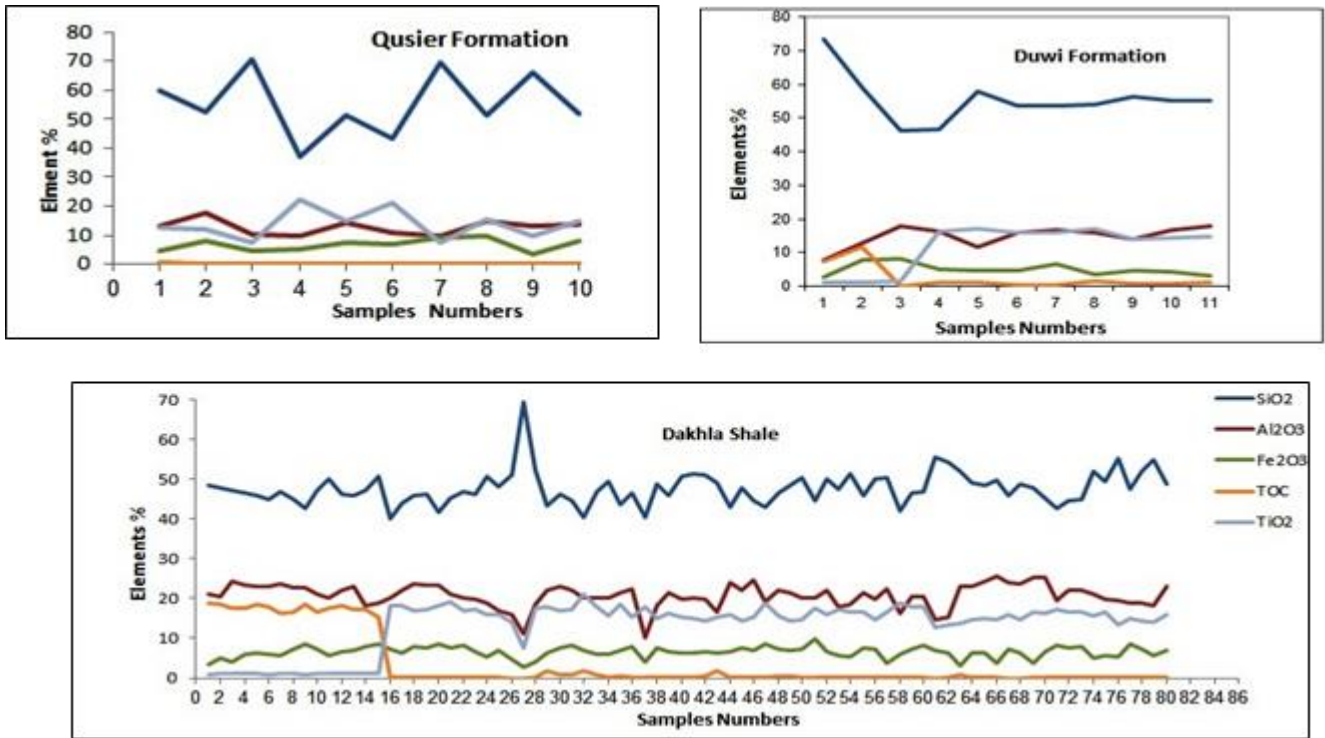 Qusier Formation
Elment %
80
70
60
50
40
30
20
10
0
0 1 2 3 4 5 6 7 8 9 10
Samples Numbers
Duwi Formation
Elements%
80
70
60
50
40
30
20
10
0
1 2 3 4 5 6 7 8 9 10 11
Samples Numbers
Dakhla Shale
Elements %
70
60
50
40
30
20
10
0
0 2 4 6 8 10 12 14 16 18 20 22 24 26 28 30 32 34 36 38 40 42 44 46 48 50 52 54 56 58 60 62 64 66 68 70 72 74 76 78 80 82 84 86
Samples Numbers
SiO2
Al2O3
Fe2O3
TOC
TiO2